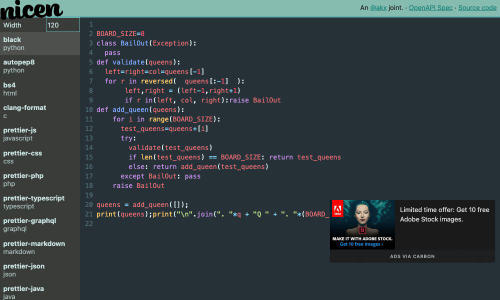 nicen
An @akx joint. · OpenAPI Spec · Source code
Width
120
black
python
autopep8
python
bs4
html
clang-format
c
prettier-js
javascript
prettier-css
css
prettier-php
php
prettier-typescript
typescript
prettier-graphql
graphql
prettier-markdown
markdown
prettier-json
json
prettier-java
java
1
2 BOARD_SIZE=8
3 class BailOut(Exception):
4   pass
5 def validate(queens):
6   left=right=col=queens[-1]
7   for r in reversed(  queens[:-1]  ):
8         left,right = (left-1,right+1)
9         if r in(left, col, right):raise BailOut
10 def add_queen(queens):
11     for i in range(BOARD_SIZE):
12       test_queens=queens+[i]
13       try:
14         validate(test_queens)
15         if len(test_queens) == BOARD_SIZE: return test_queens
16         else: return add_queen(test_queens)
17       except BailOut: pass
18     raise BailOut
19
20 queens = add_queen([]);
21 print(queens);print("\n".join(". "*q + "Q " + ". "*(BOARD_
22
Adobe
MAKE IT WITH ADOBE STOCK.
Get 10 free images ›
Limited time offer: Get 10 free
Adobe Stock images.
ADS VIA CARBON